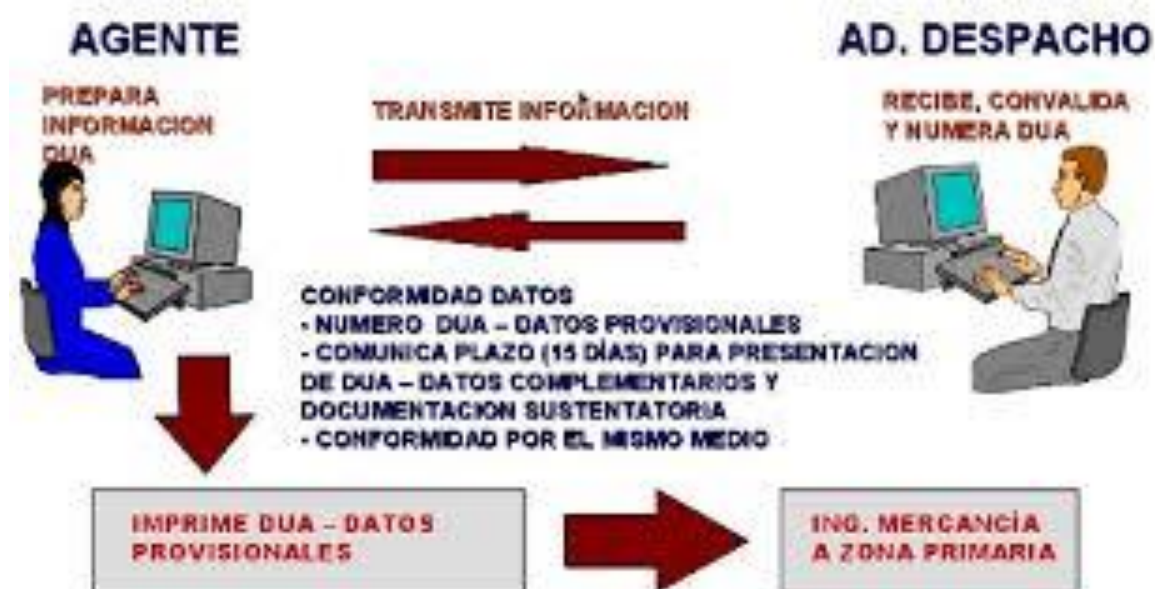 AGENTE
AD. DESPACHO
PREPARA
INFORMACION
DUA
TRANSMITE INFORMACION
RECIBE, CONVALIDA
Y NUMERA DUA
CONFORMIDAD DATOS
- NUMERO DUA – DATOS PROVISIONALES
- COMUNICA PLAZO (15 DÍAS) PARA PRESENTACION
DE DUA – DATOS COMPLEMENTARIOS Y
DOCUMENTACION SUSTENTATORIA
- CONFORMIDAD POR EL MISMO MEDIO
IMPRIME DUA – DATOS
PROVISIONALES
ING. MERCANCÍA
A ZONA PRIMARIA